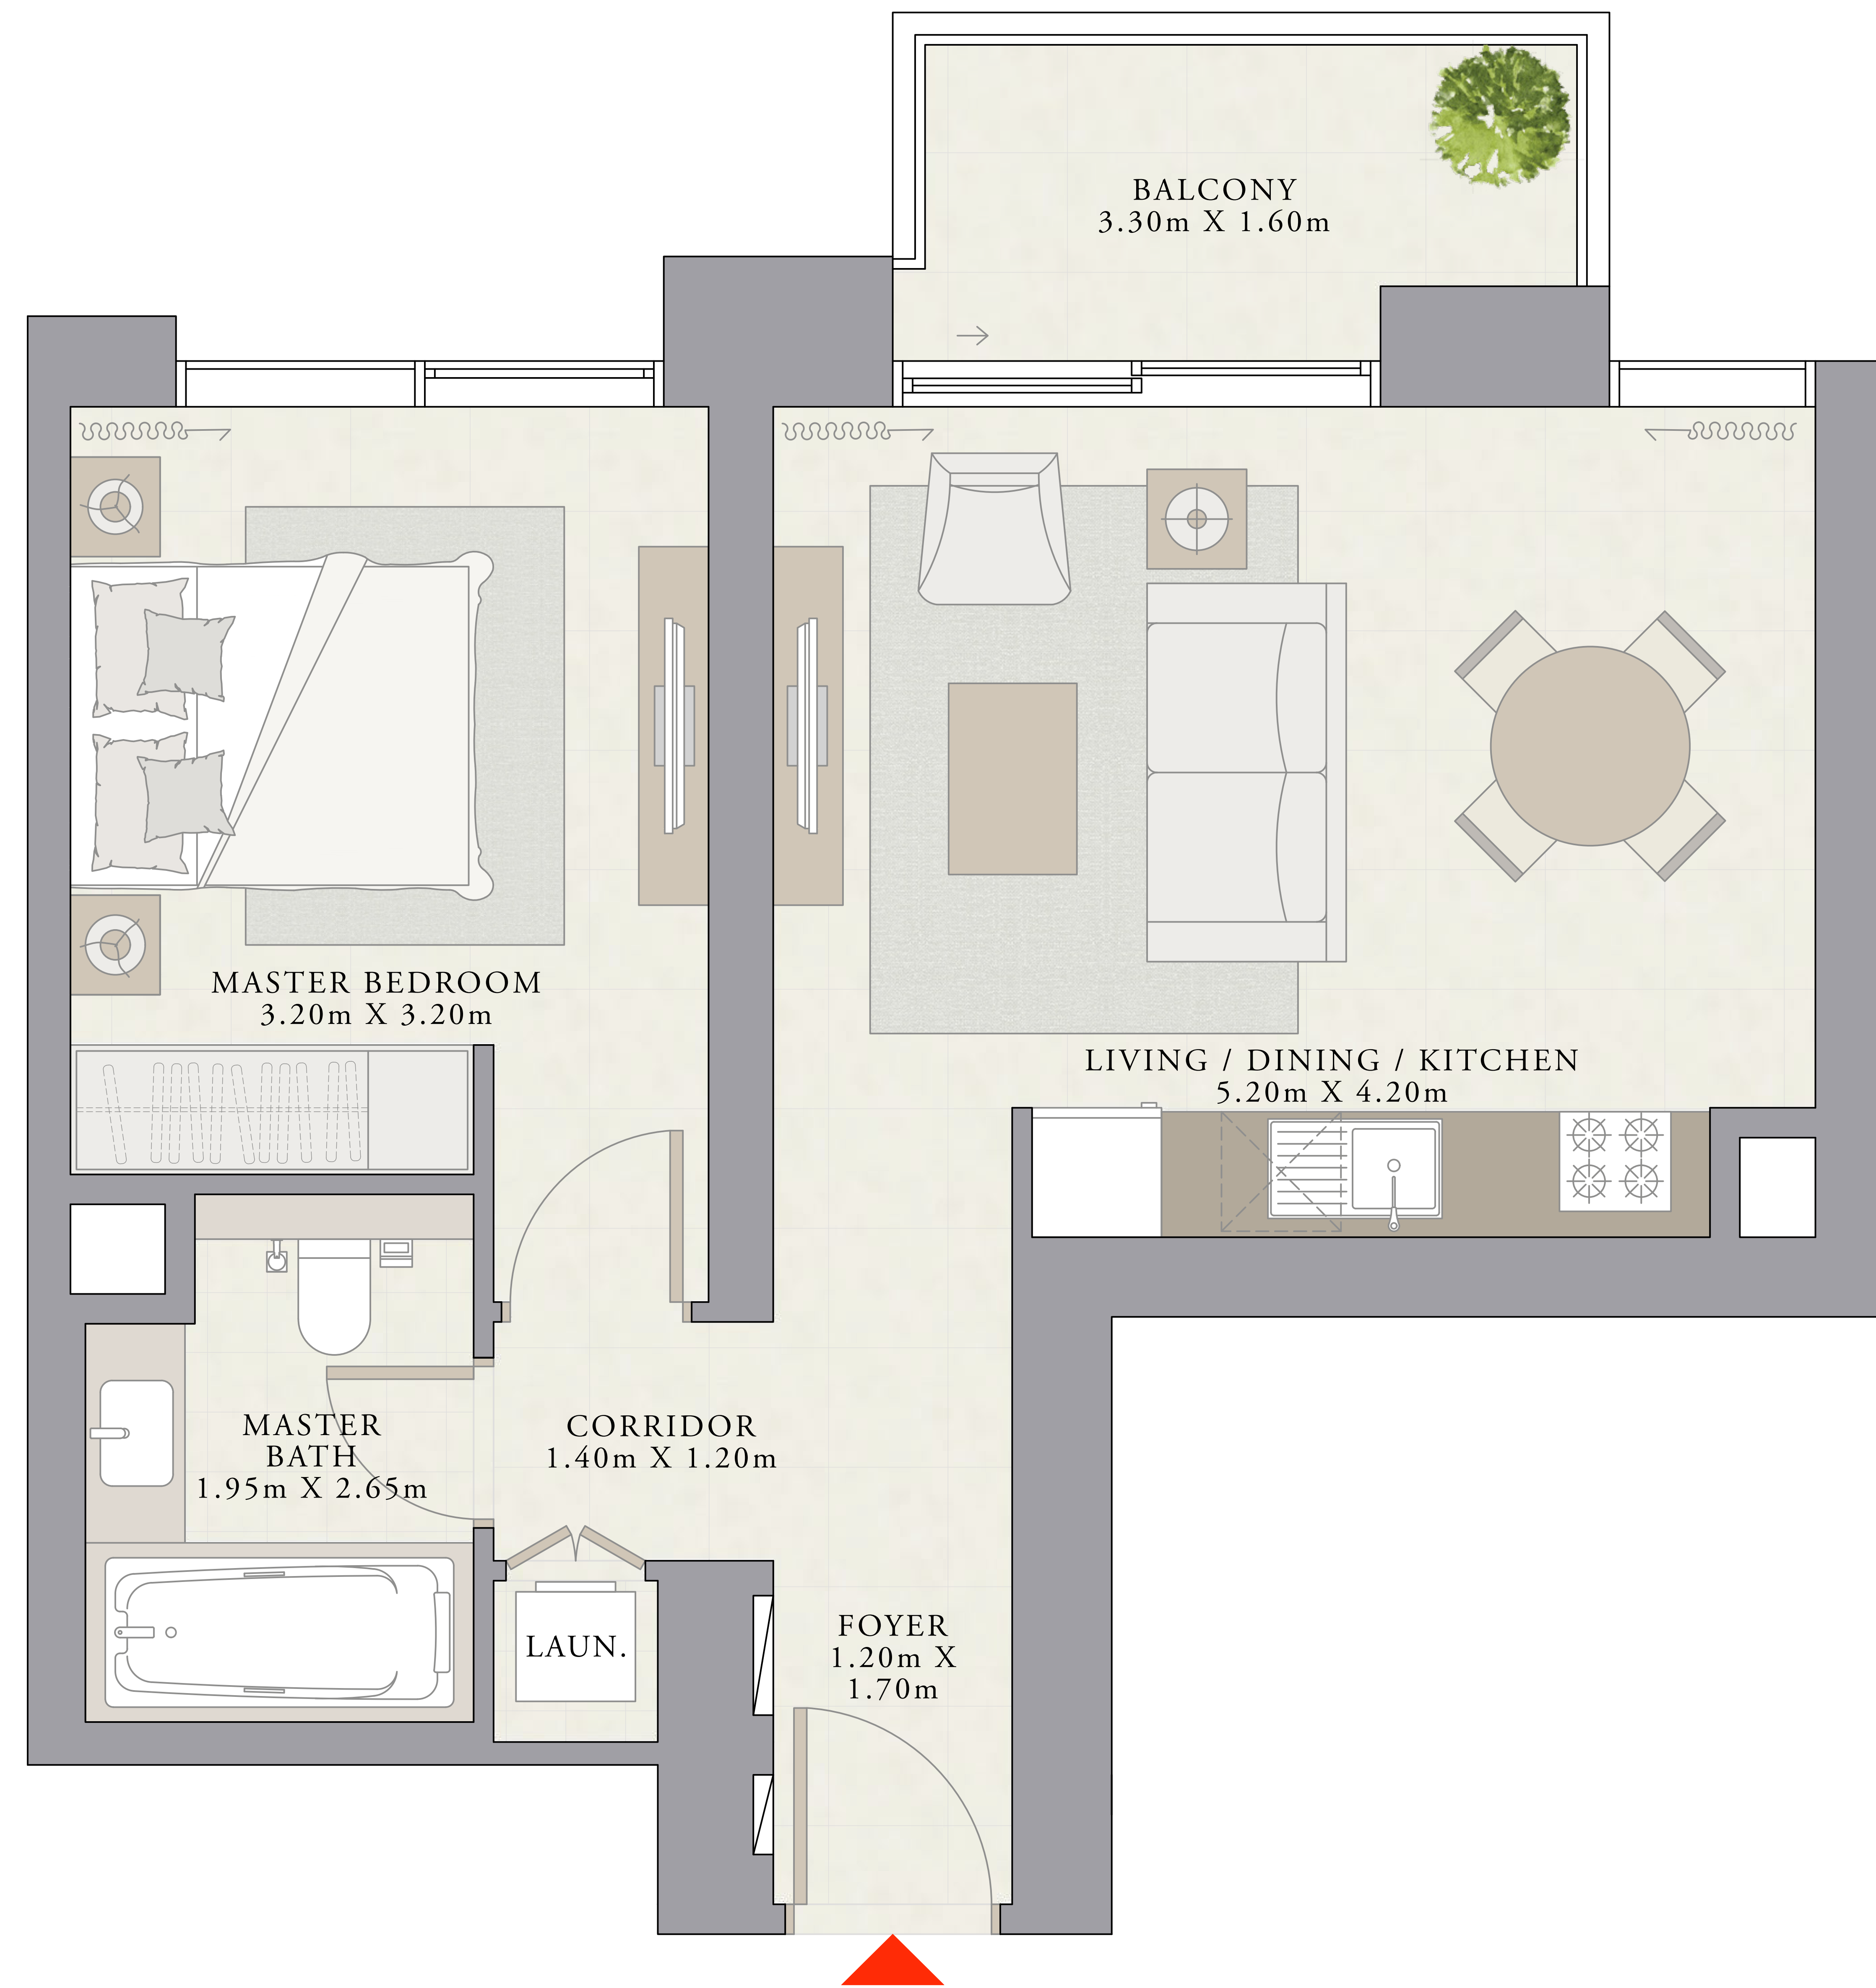 BALCONY
3.30m X 1.60m
MASTER BEDROOM
3.20m X 3.20m
LIVING / DINING / KITCHEN
5.20m X 4.20m
MASTER
BATH
1.95m X 2.65m
CORRIDOR
1.40m X 1.20m
LAUN.
FOYER
1.20m X
1.70m